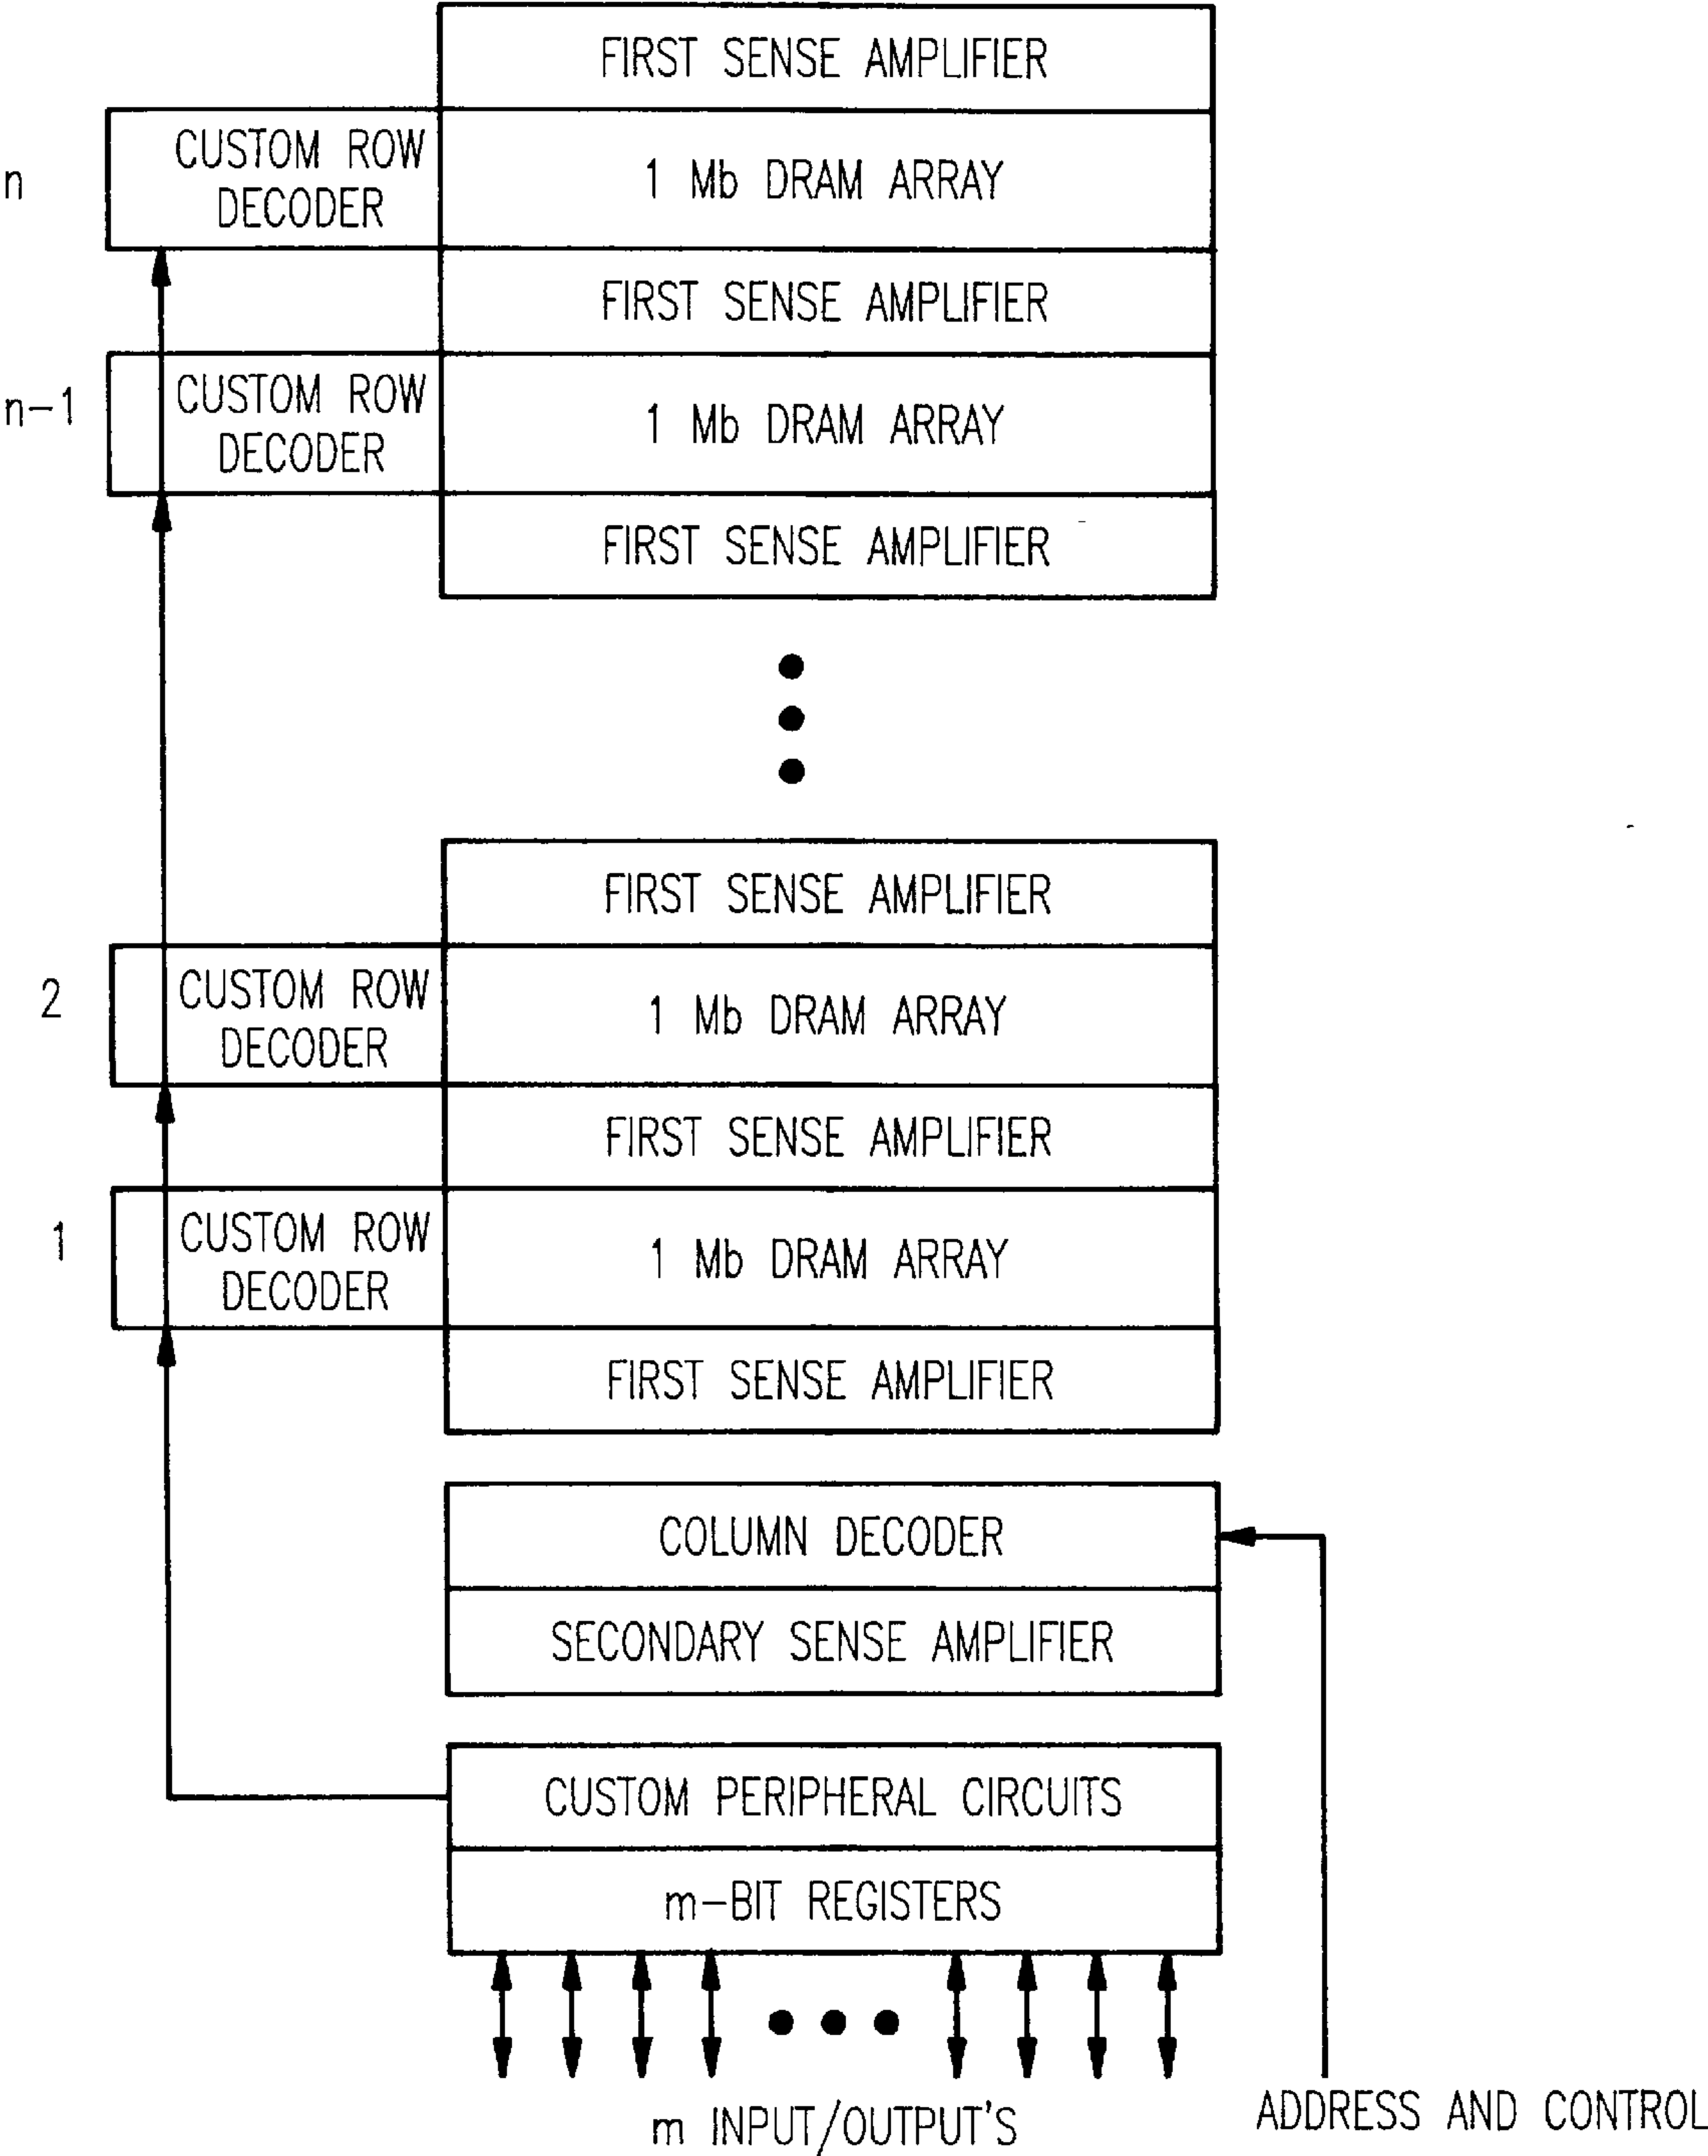 FIRST SENSE AMPLIFIER
n
CUSTOM ROW
DECODER
1 Mb DRAM ARRAY
FIRST SENSE AMPLIFIER
n-1
CUSTOM ROW
DECODER
1 Mb DRAM ARRAY
FIRST SENSE AMPLIFIER
FIRST SENSE AMPLIFIER
2
CUSTOM ROW
DECODER
1 Mb DRAM ARRAY
FIRST SENSE AMPLIFIER
1
CUSTOM ROW
DECODER
1 Mb DRAM ARRAY
FIRST SENSE AMPLIFIER
COLUMN DECODER
SECONDARY SENSE AMPLIFIER
CUSTOM PERIPHERAL CIRCUITS
m-BIT REGISTERS
m INPUT/OUTPUT'S
ADDRESS AND CONTROL